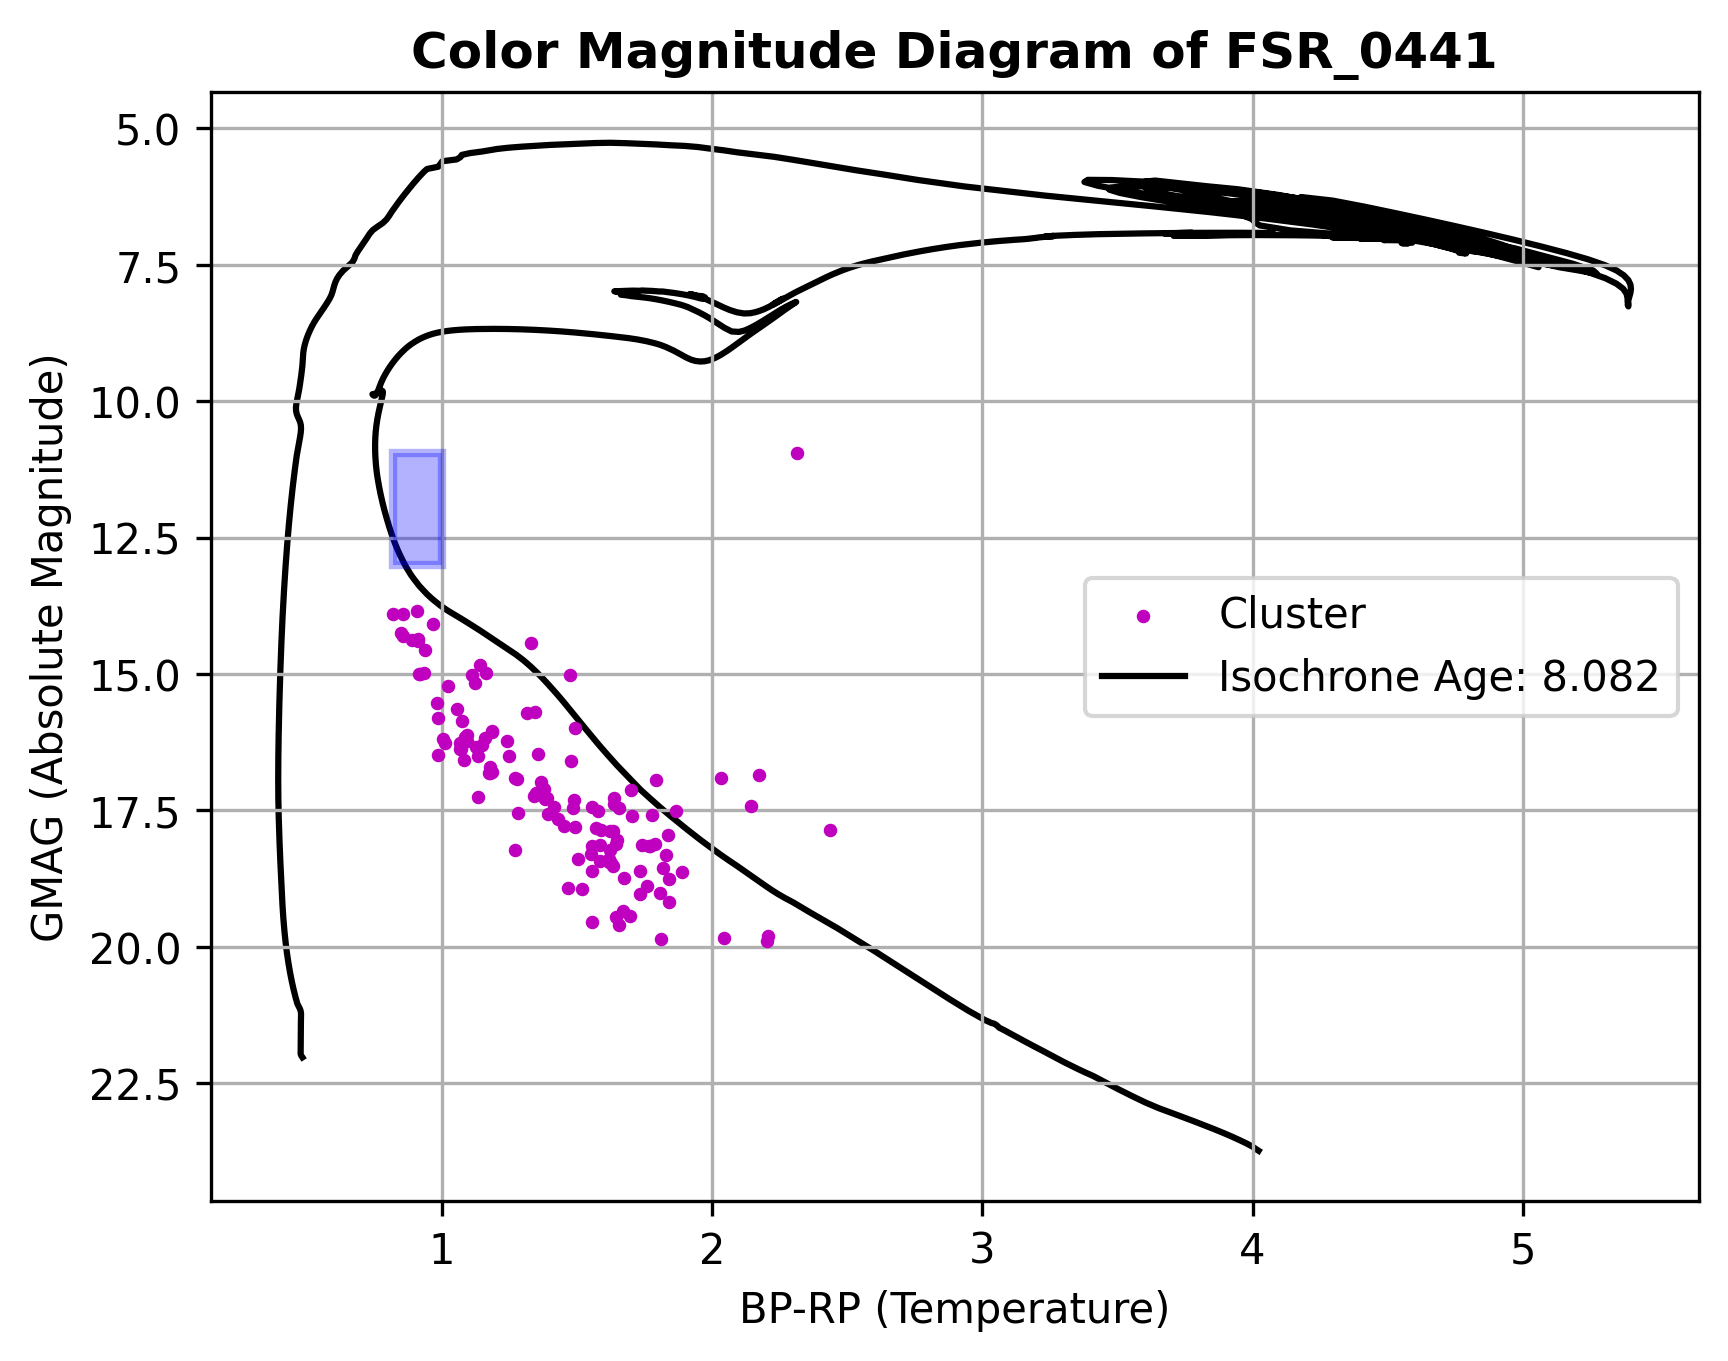 Color Magnitude Diagram of FSR_0441
5.0
7.5
10.0
12.5
15.0
17.5
20.0
22.5
GMAG (Absolute Magnitude)
Cluster
Isochrone Age: 8.082
1 2 3 4 5
BP-RP (Temperature)